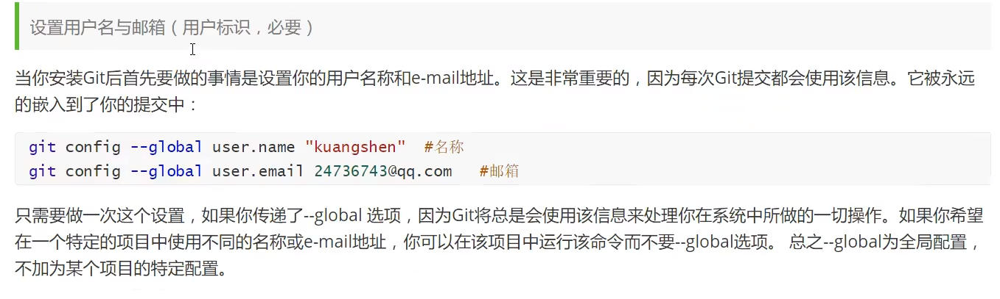 设置用户名与邮箱（用户标识，必要）
当你安装Git后首先要做的事情是设置你的用户名称和e-mail地址。这是非常重要的，因为每次Git提交都会使用该信息。它被永远
的嵌入到了你的提交中：
git config --global user.name "kuangshen"  #名称
git config --global user.email 24736743@qq.com   #邮箱
只需要做一次这个设置，如果你传递了--global 选项，因为Git将总是会使用该信息来处理你在系统中所做的一切操作。如果你希望
在一个特定的项目中使用不同的名称或e-mail地址，你可以在该项目中运行该命令而不要--global选项。 总之--global为全局配置，
不加为某个项目的特定配置。